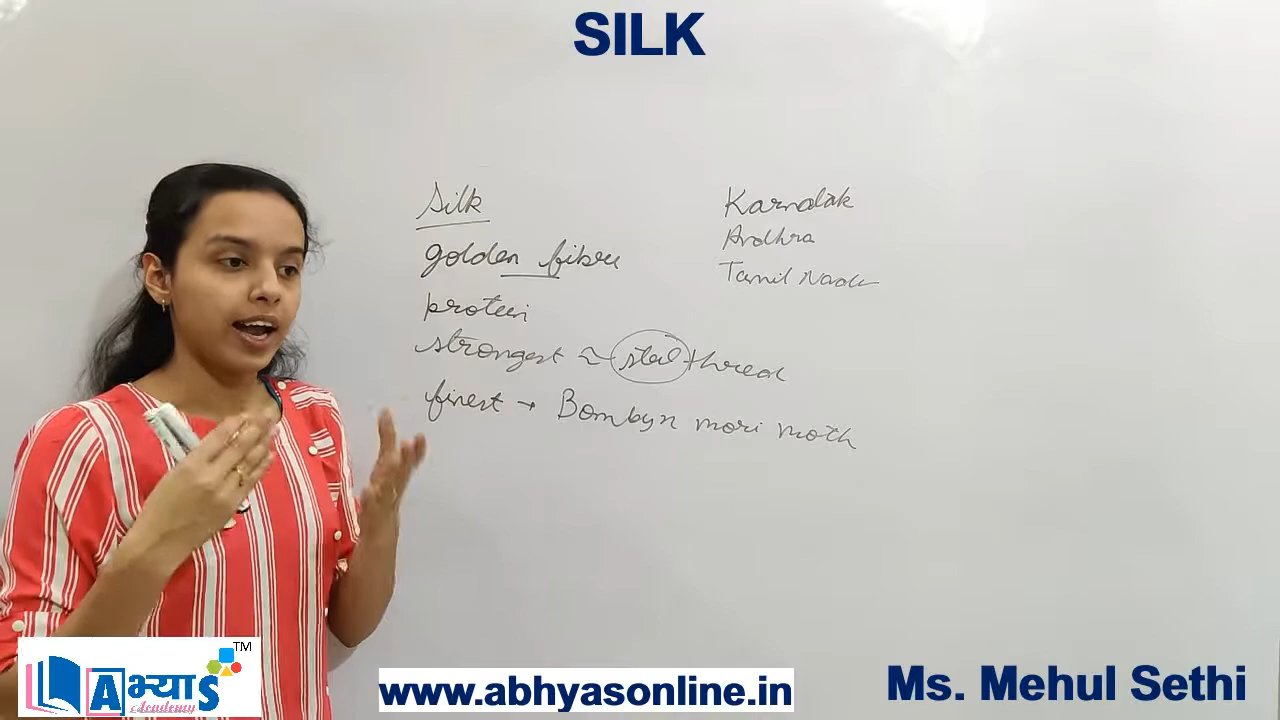 SILK
Silk
golden fibre
protein
strongest ≈ steel thread
finest → Bombyx mori moth
Karnatak
Andhra
Tamil Nadu
अभ्याS
TM
Academy
www.abhyasonline.in
Ms. Mehul Sethi